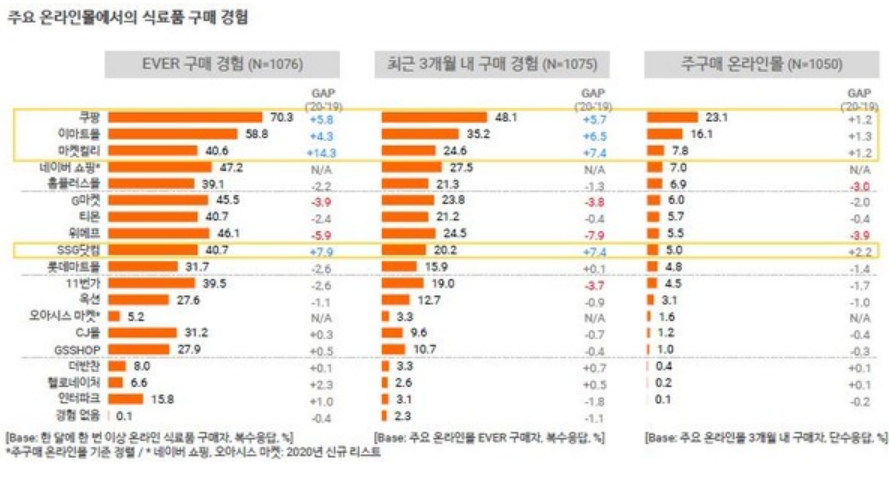 주요 온라인몰에서의 식료품 구매 경험
EVER 구매 경험 (N=1076) 최근 3개월 내 구매 경험 (N=1075) 주구매 온라인몰 (N=1050)
GAP GAP GAP
('20-'19) ('20-'19) ('20-'19)
쿠팡 70.3 +5.8 48.1 +5.7 23.1 +1.2
이마트몰 58.8 +4.3 35.2 +6.5 16.1 +1.3
마켓컬리 40.6 +14.3 24.6 +7.4 7.8 +1.2
네이버 쇼핑* 47.2 N/A 27.5 N/A 7.0 N/A
홈플러스몰 39.1 -2.2 21.3 -1.3 6.9 -3.0
G마켓 45.5 -3.9 23.8 -3.8 6.0 -2.0
티몬 40.7 -2.4 21.2 -2.4 5.7 -0.4
위메프 46.1 -5.9 24.5 -7.9 5.5 -3.9
SSG닷컴 40.7 +7.9 20.2 +7.4 5.0 +2.2
롯데마트몰 31.7 -2.6 15.9 +0.1 4.8 -1.4
11번가 39.5 -2.6 19.0 -3.7 4.5 -1.7
옥션 27.6 -1.1 12.7 -0.9 3.1 -1.0
오아시스 마켓* 5.2 N/A 3.3 N/A 1.6 N/A
CJ몰 31.2 +0.3 9.6 -0.7 1.2 -0.4
GSSHOP 27.9 +0.5 10.7 -0.4 1.0 -0.3
더반찬 8.0 +0.1 3.3 +0.7 0.4 +0.1
헬로네이처 6.6 +2.3 2.6 +0.5 0.2 +0.1
인터파크 15.8 +1.0 3.1 -1.8 0.1 -0.2
경험 없음 0.1 -0.4 2.3 -1.1
[Base: 한 달에 한 번 이상 온라인 식료품 구매자, 복수응답, %] [Base: 주요 온라인몰 EVER 구매자, 복수응답, %] [Base: 주요 온라인몰 3개월 내 구매자, 단수응답, %]
*주구매 온라인몰 기준 정렬 / * 네이버 쇼핑, 오아시스 마켓: 2020년 신규 리스트